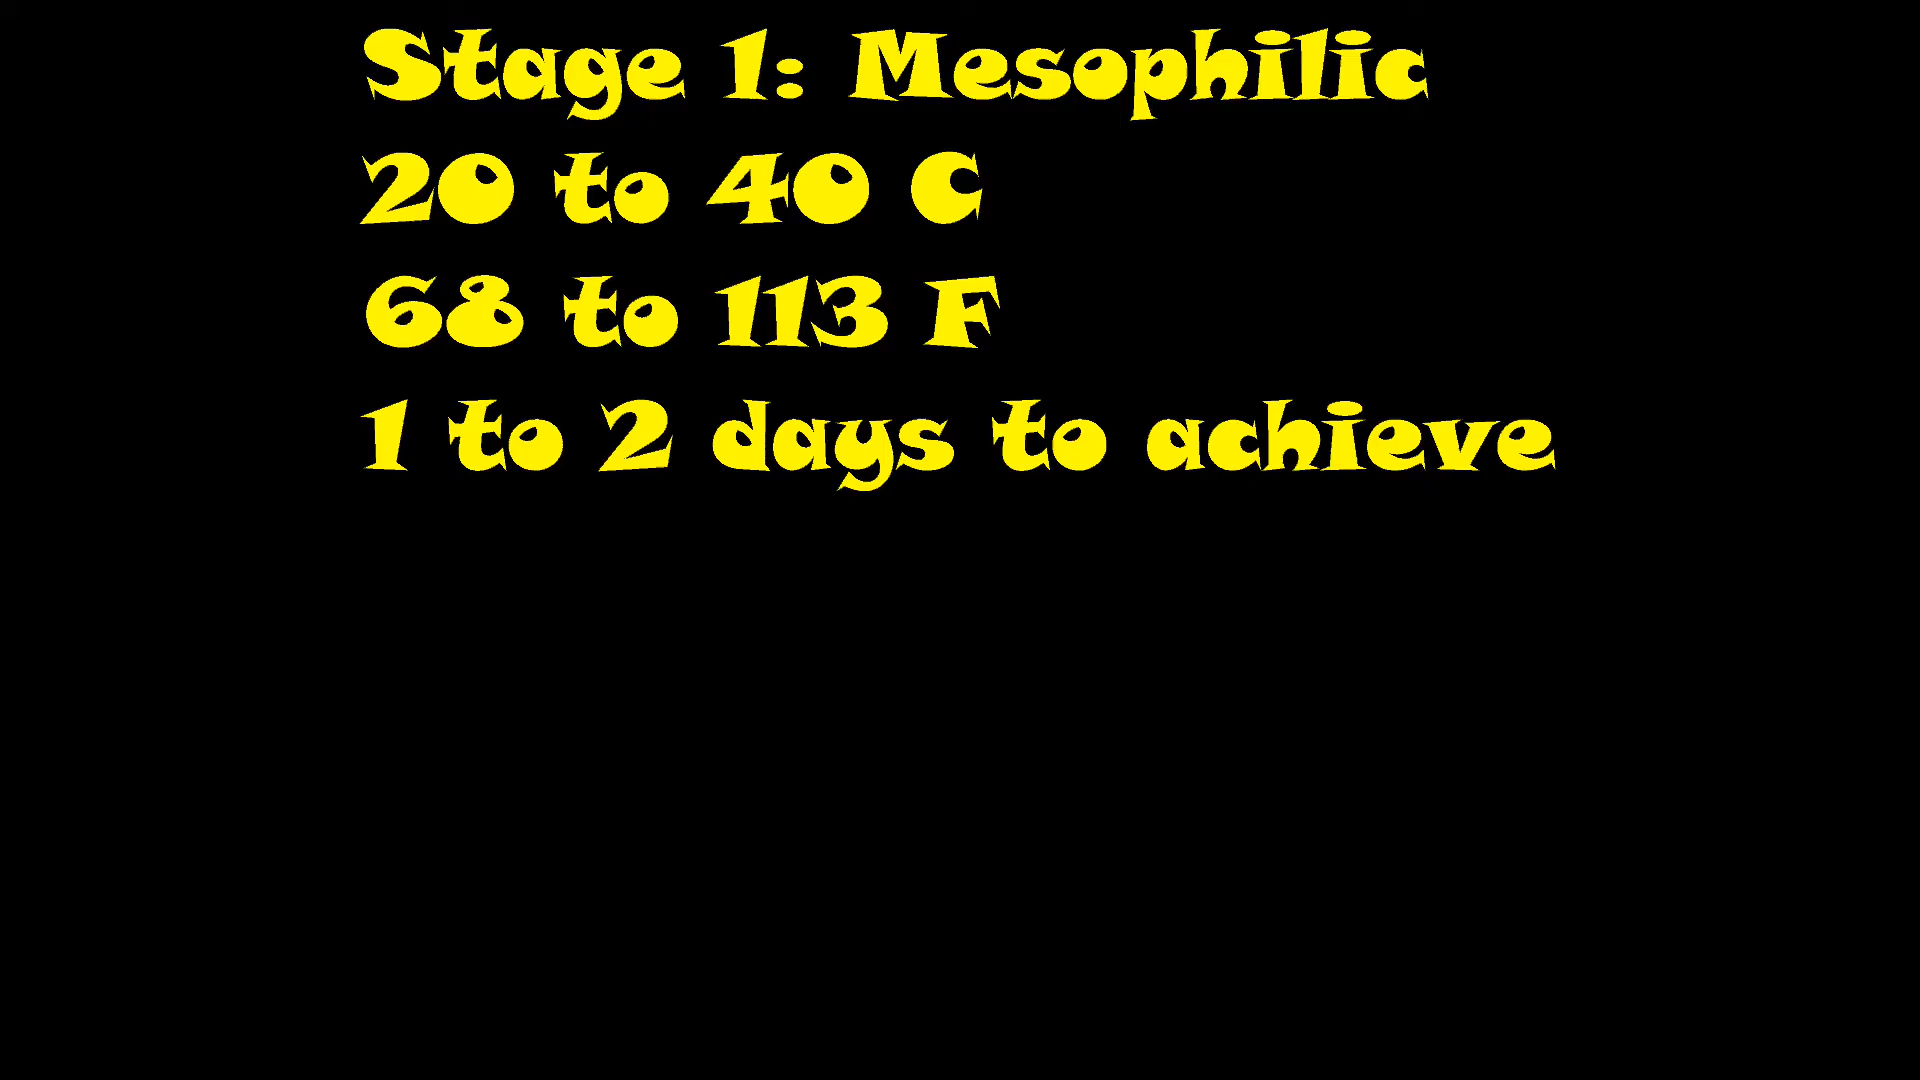 Stage 1: Mesophilic
20 to 40 C
68 to 113 F
1 to 2 days to achieve